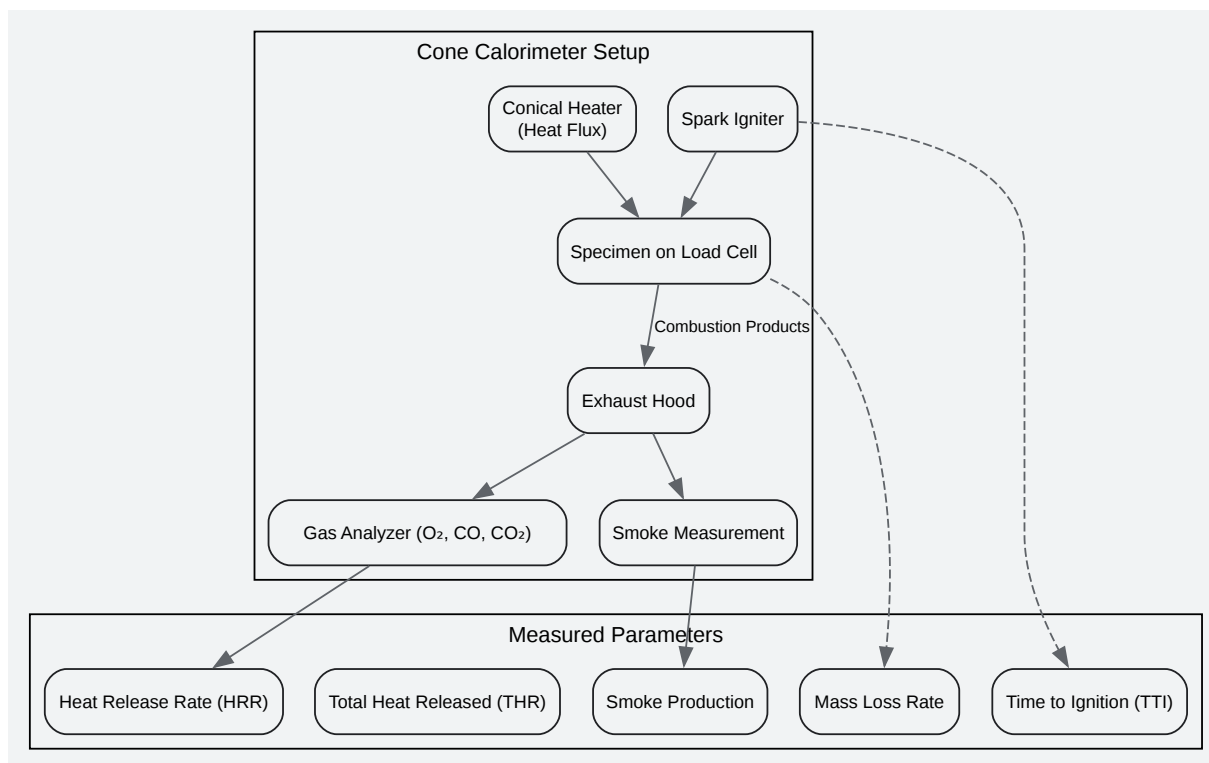 Cone Calorimeter Setup
Conical Heater
(Heat Flux)
Spark Igniter
Specimen on Load Cell
Combustion Products
Exhaust Hood
Gas Analyzer (O₂, CO, CO₂)
Smoke Measurement
Measured Parameters
Heat Release Rate (HRR)
Total Heat Released (THR)
Smoke Production
Mass Loss Rate
Time to Ignition (TTI)